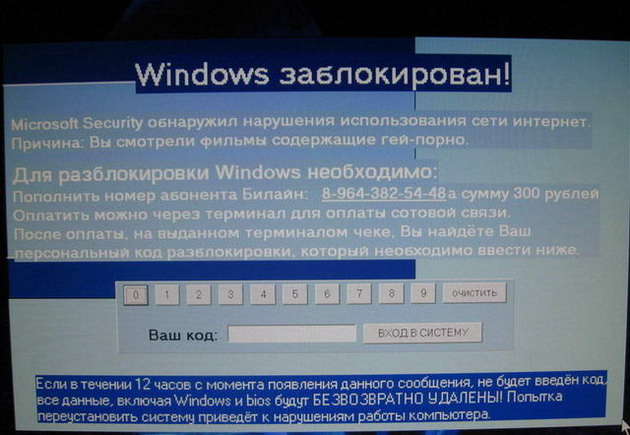 Windows заблокирован!
Microsoft Security обнаружил нарушения использования сети интернет.
Причина: Вы смотрели фильмы содержащие гей-порно.
Для разблокировки Windows необходимо:
Пополнить номер абонента Билайн: 8-964-382-54-48 а сумму 300 рублей
Оплатить можно через терминал для оплаты сотовой связи.
После оплаты, на выданном терминалом чеке, Вы найдёте Ваш
персональный код разблокировки, который необходимо ввести ниже.
0 1 2 3 4 5 6 7 8 9 очистить
Ваш код: ВХОД В СИСТЕМУ
Если в течении 12 часов с момента появления данного сообщения, не будет введён код,
все данные, включая Windows и bios будут БЕЗВОЗВРАТНО УДАЛЕНЫ! Попытка
переустановить систему приведёт к нарушениям работы компьютера.